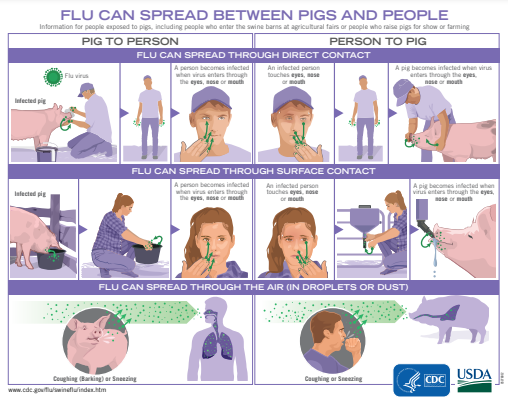 FLU CAN SPREAD BETWEEN PIGS AND PEOPLE
Information for people exposed to pigs, including people who enter the swine barns at agricultural fairs or people who raise pigs for show or farming
PIG TO PERSON
PERSON TO PIG
FLU CAN SPREAD THROUGH DIRECT CONTACT
Flu virus
Infected pig
A person becomes infected
when virus enters through
the eyes, nose
or mouth
An infected person
touches eyes, nose
or mouth
A pig becomes infected when virus
enters through the eyes,
nose or mouth
FLU CAN SPREAD THROUGH SURFACE CONTACT
Infected pig
A person becomes infected
when virus enters through
the eyes, nose or mouth
An infected person
touches eyes, nose
or mouth
A pig becomes infected when
virus enters through the eyes,
nose or mouth
FLU CAN SPREAD THROUGH THE AIR (IN DROPLETS OR DUST)
Coughing (Barking) or Sneezing
Coughing or Sneezing
CDC
USDA
www.cdc.gov/flu/swineflu/index.htm